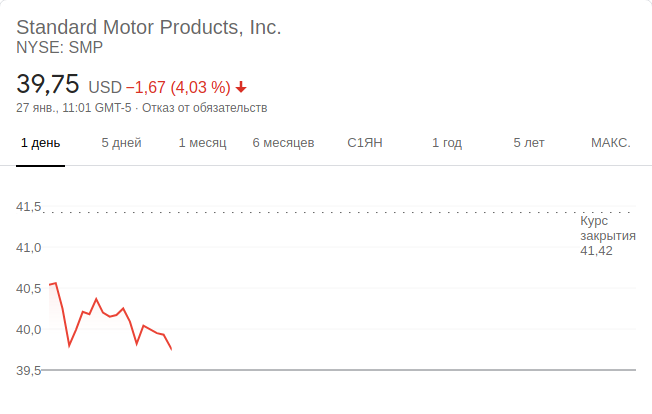 Standard Motor Products, Inc.
NYSE: SMP
39,75 USD −1,67 (4,03 %)
27 янв., 11:01 GMT-5 · Отказ от обязательств
1 день 5 дней 1 месяц 6 месяцев С1ЯН 1 год 5 лет МАКС.
41,5
Курс
закрытия
41,42
41,0
40,5
40,0
39,5